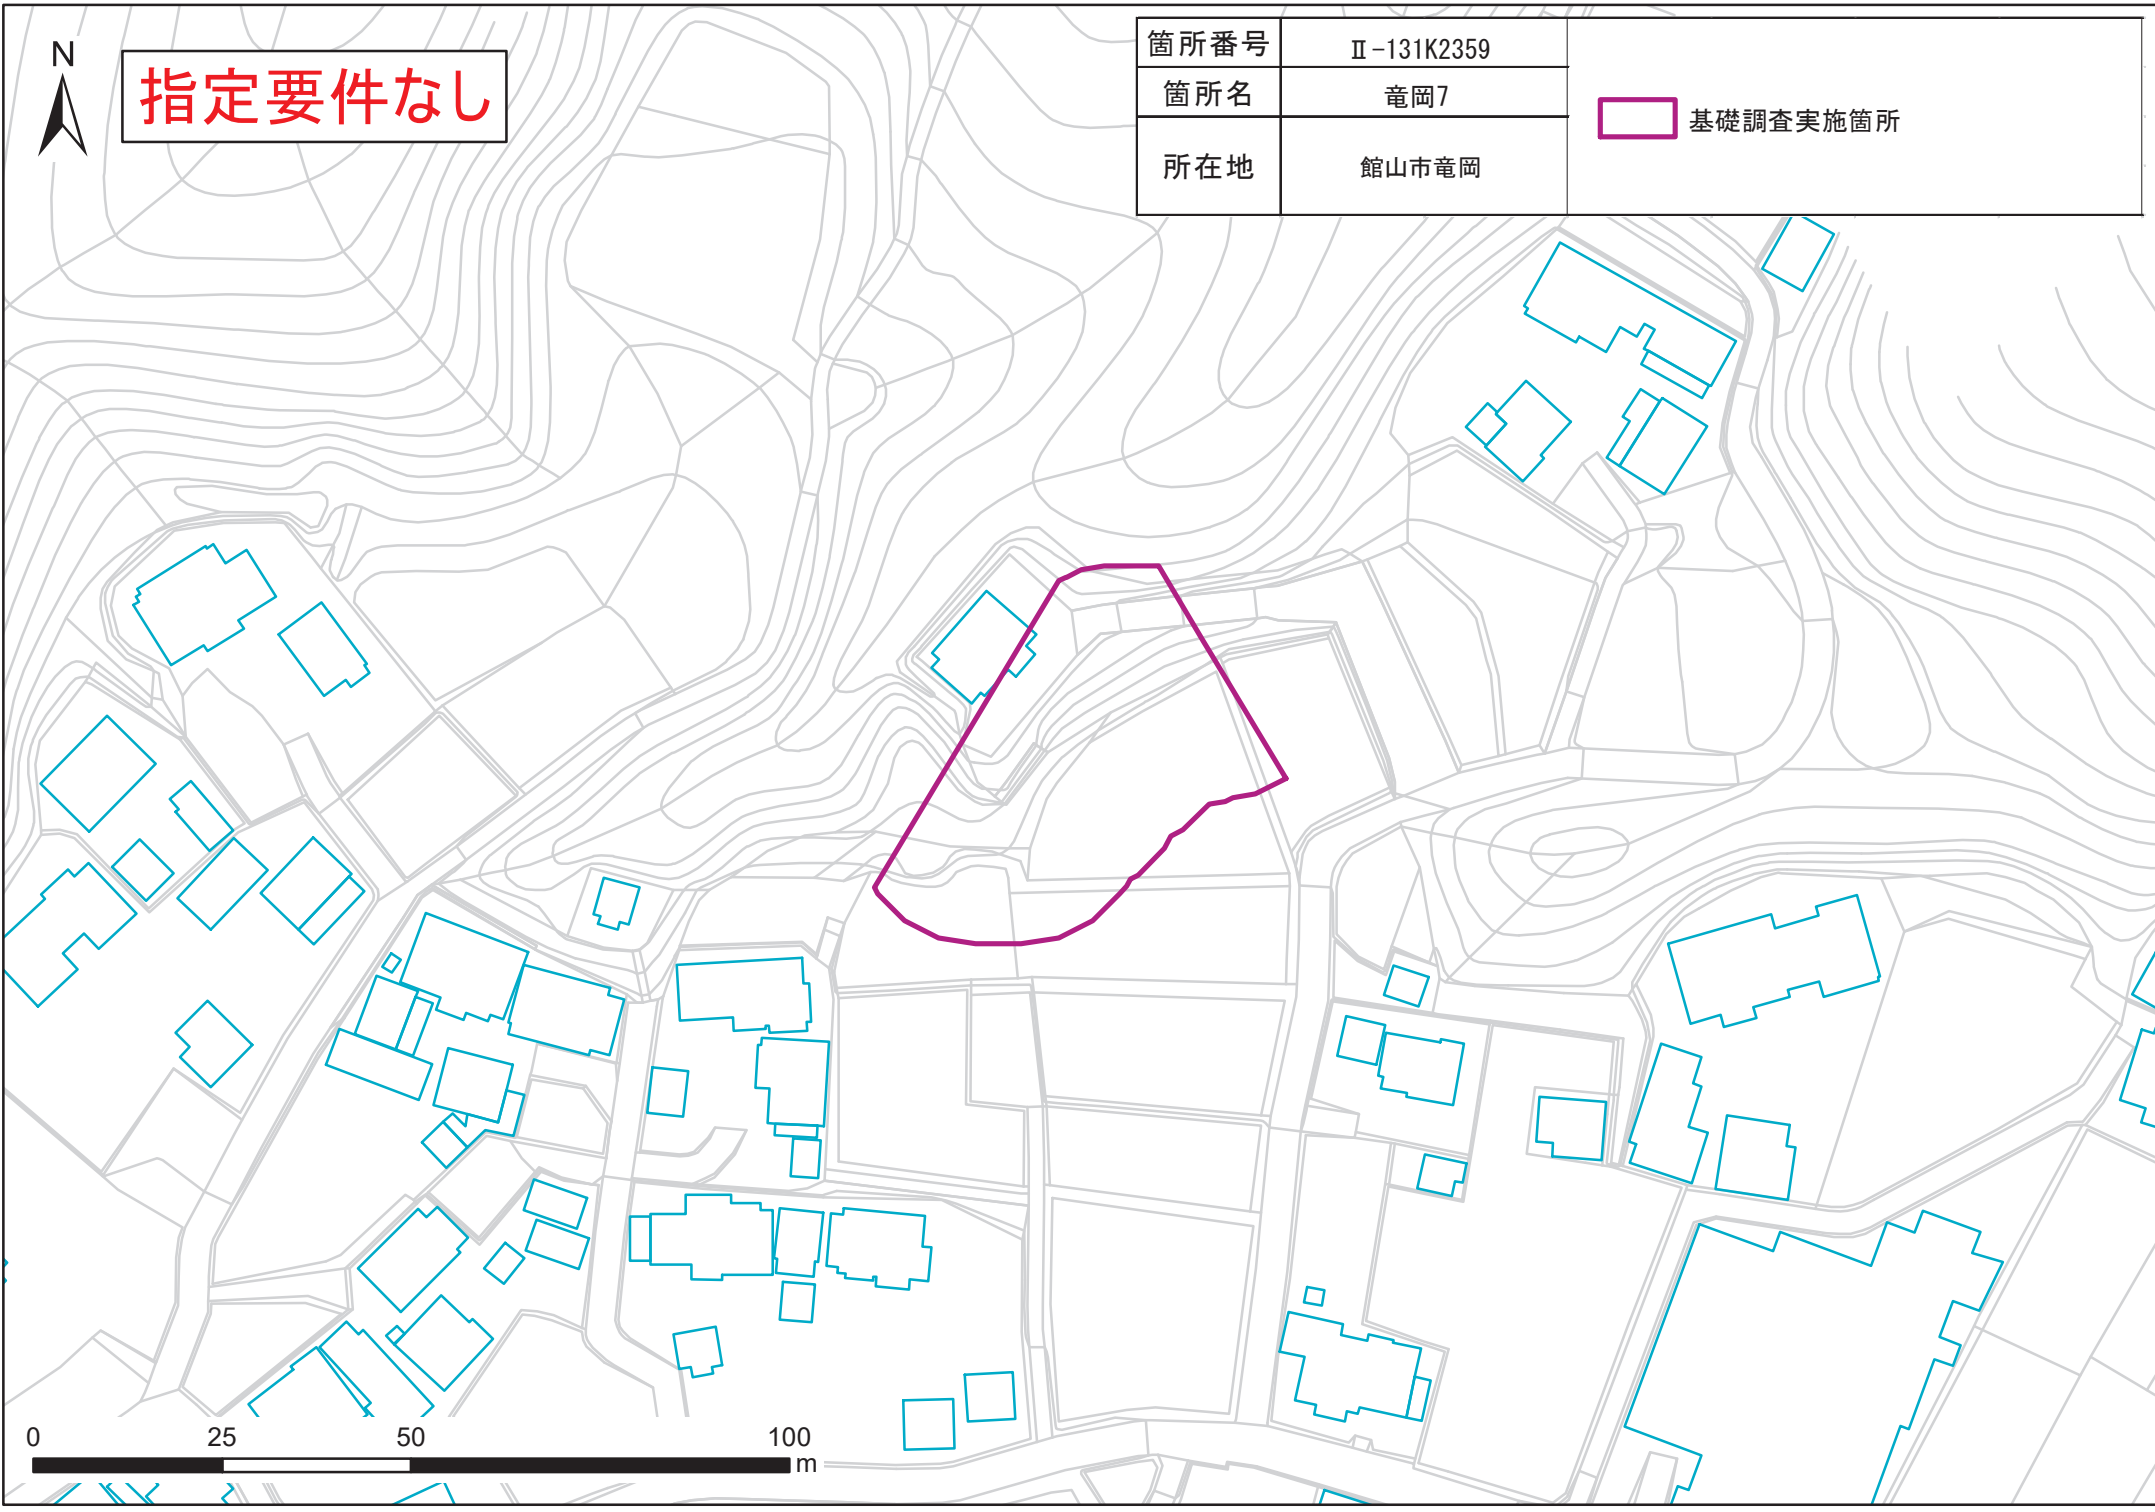 N
指定要件なし
箇所番号 Ⅱ-131K2359
箇所名 竜岡7
所在地 館山市竜岡
基礎調査実施箇所
0 25 50 100
m